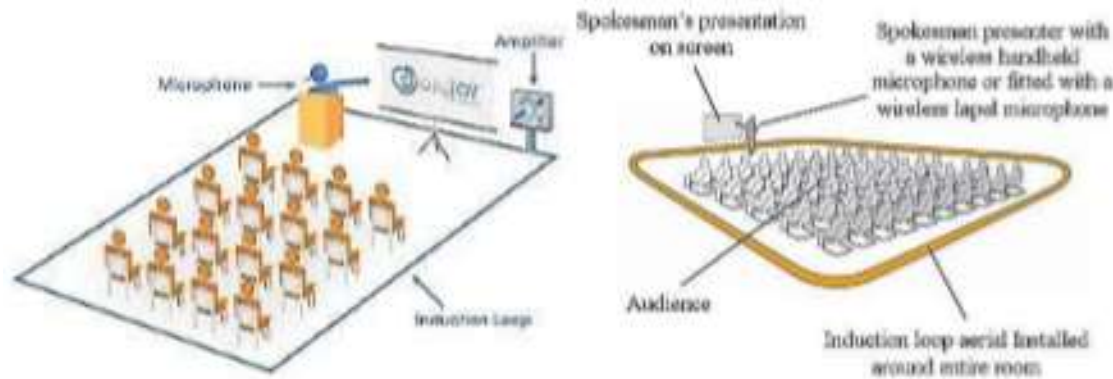 Amplifier
Microphone
Induction Loop
Spokesman's presentation
on screen
Spokesman presenter with
a wireless handheld
microphone or fitted with a
wireless lapel microphone
Audience
Induction loop aerial Installed
around entire room